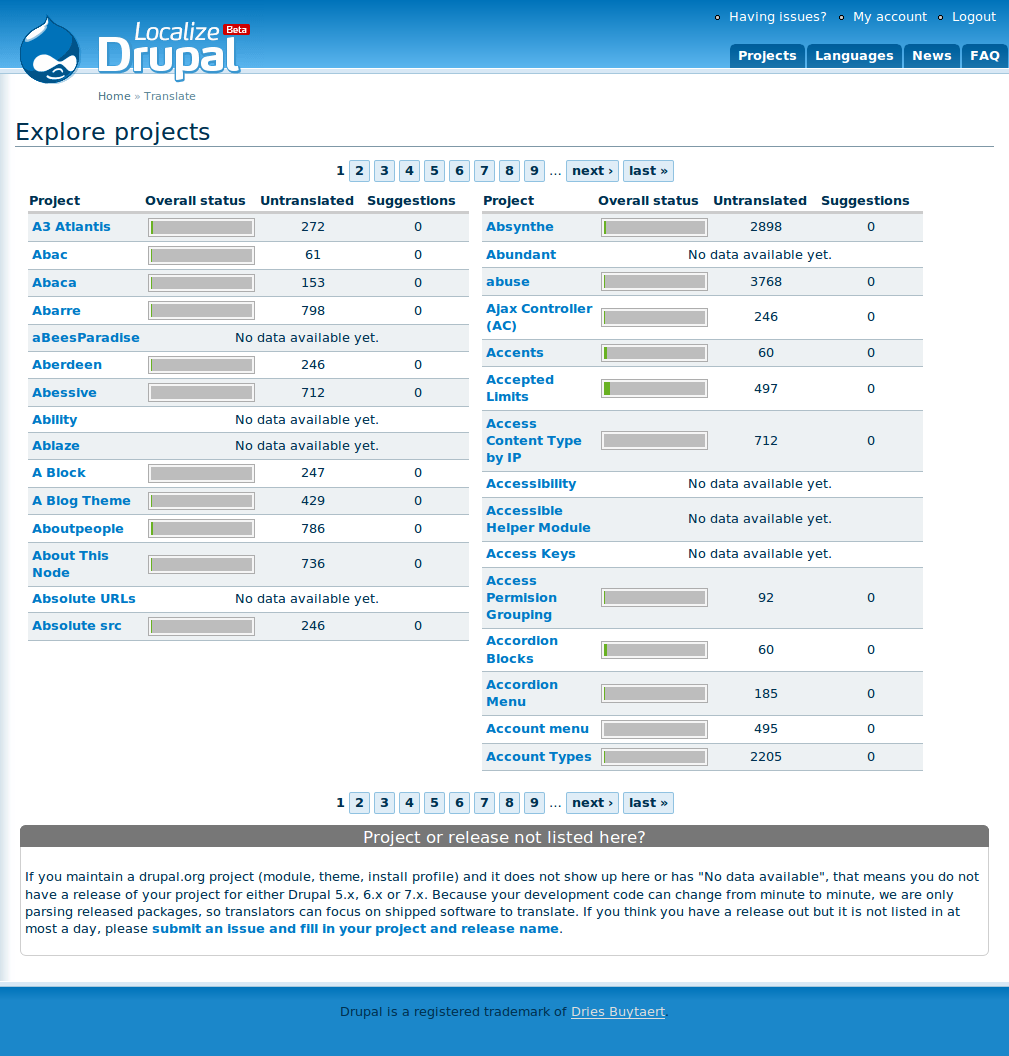 Having issues? My account Logout
Localize Beta
Drupal
Projects Languages News FAQ
Home » Translate
Explore projects
1 2 3 4 5 6 7 8 9 … next › last »
Project Overall status Untranslated Suggestions
A3 Atlantis 272 0
Abac 61 0
Abaca 153 0
Abarre 798 0
aBeesParadise No data available yet.
Aberdeen 246 0
Abessive 712 0
Ability No data available yet.
Ablaze No data available yet.
A Block 247 0
A Blog Theme 429 0
Aboutpeople 786 0
About This
Node 736 0
Absolute URLs No data available yet.
Absolute src 246 0
Project Overall status Untranslated Suggestions
Absynthe 2898 0
Abundant No data available yet.
abuse 3768 0
Ajax Controller
(AC) 246 0
Accents 60 0
Accepted
Limits 497 0
Access
Content Type 712 0
by IP
Accessibility No data available yet.
Accessible
Helper Module No data available yet.
Access Keys No data available yet.
Access
Permision 92 0
Grouping
Accordion
Blocks 60 0
Accordion
Menu 185 0
Account menu 495 0
Account Types 2205 0
1 2 3 4 5 6 7 8 9 … next › last »
Project or release not listed here?
If you maintain a drupal.org project (module, theme, install profile) and it does not show up here or has "No data available", that means you do not
have a release of your project for either Drupal 5.x, 6.x or 7.x. Because your development code can change from minute to minute, we are only
parsing released packages, so translators can focus on shipped software to translate. If you think you have a release out but it is not listed in at
most a day, please submit an issue and fill in your project and release name.
Drupal is a registered trademark of Dries Buytaert.